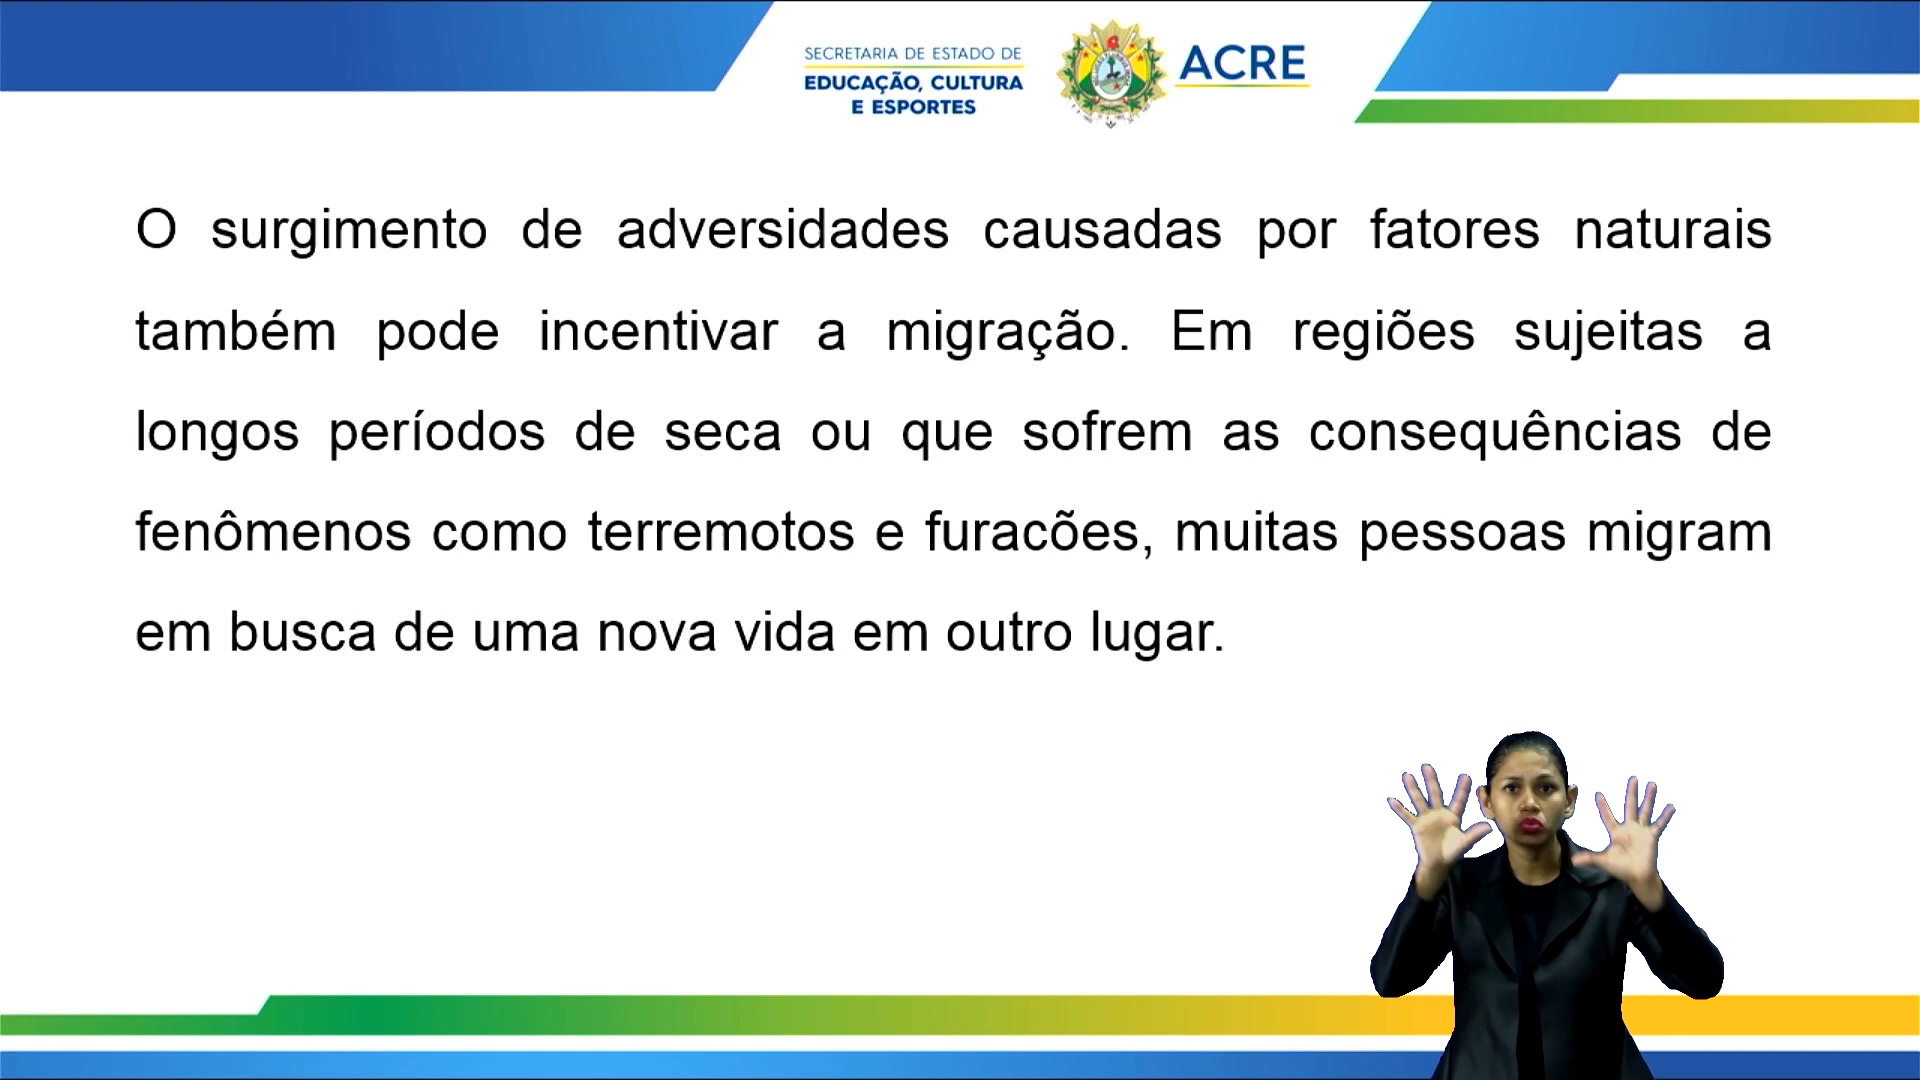 SECRETARIA DE ESTADO DE
EDUCAÇÃO, CULTURA
E ESPORTES
ACRE
O surgimento de adversidades causadas por fatores naturais
também pode incentivar a migração. Em regiões sujeitas a
longos períodos de seca ou que sofrem as consequências de
fenômenos como terremotos e furacões, muitas pessoas migram
em busca de uma nova vida em outro lugar.